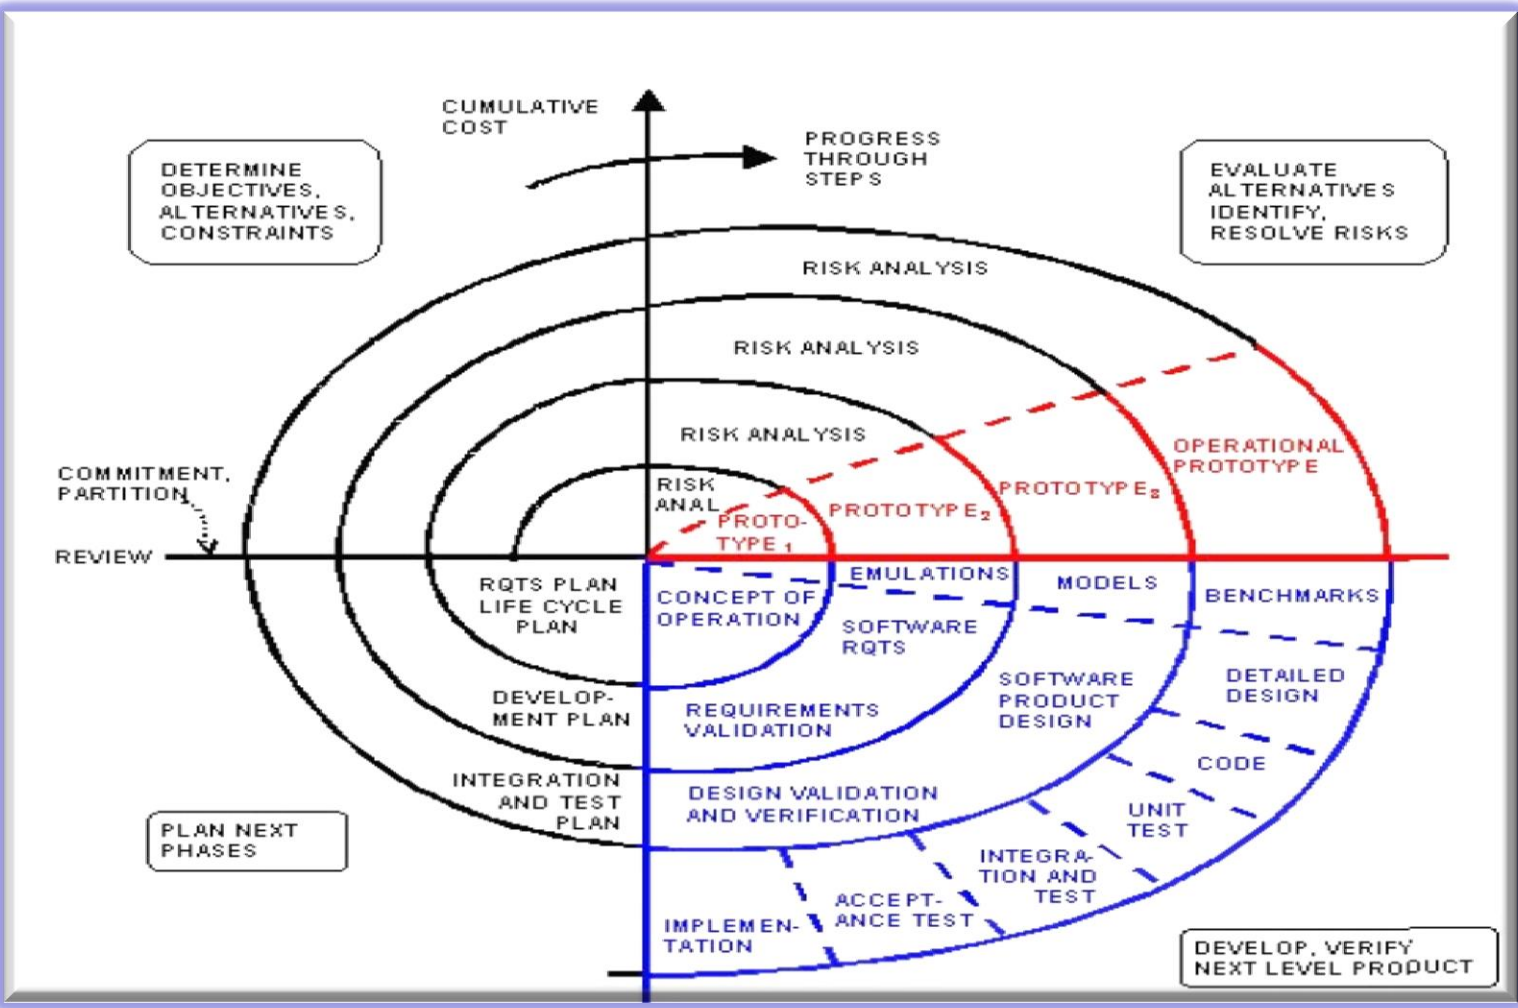 CUMULATIVE
COST
PROGRESS
THROUGH
STEPS
DETERMINE
OBJECTIVES,
ALTERNATIVES,
CONSTRAINTS
EVALUATE
ALTERNATIVES
IDENTIFY,
RESOLVE RISKS
RISK ANALYSIS
RISK ANALYSIS
RISK ANALYSIS
RISK
ANAL
PROTO-
TYPE 1
PROTOTYPE2
PROTOTYPE3
OPERATIONAL
PROTOTYPE
COMMITMENT,
PARTITION
REVIEW
RQTS PLAN
LIFE CYCLE
PLAN
CONCEPT OF
OPERATION
EMULATIONS
MODELS
BENCHMARKS
SOFTWARE
RQTS
SOFTWARE
PRODUCT
DESIGN
DETAILED
DESIGN
DEVELOP-
MENT PLAN
REQUIREMENTS
VALIDATION
CODE
INTEGRATION
AND TEST
PLAN
DESIGN VALIDATION
AND VERIFICATION
UNIT
TEST
PLAN NEXT
PHASES
INTEGRA-
TION AND
TEST
ACCEPT-
ANCE TEST
IMPLEMEN-
TATION
DEVELOP, VERIFY
NEXT LEVEL PRODUCT